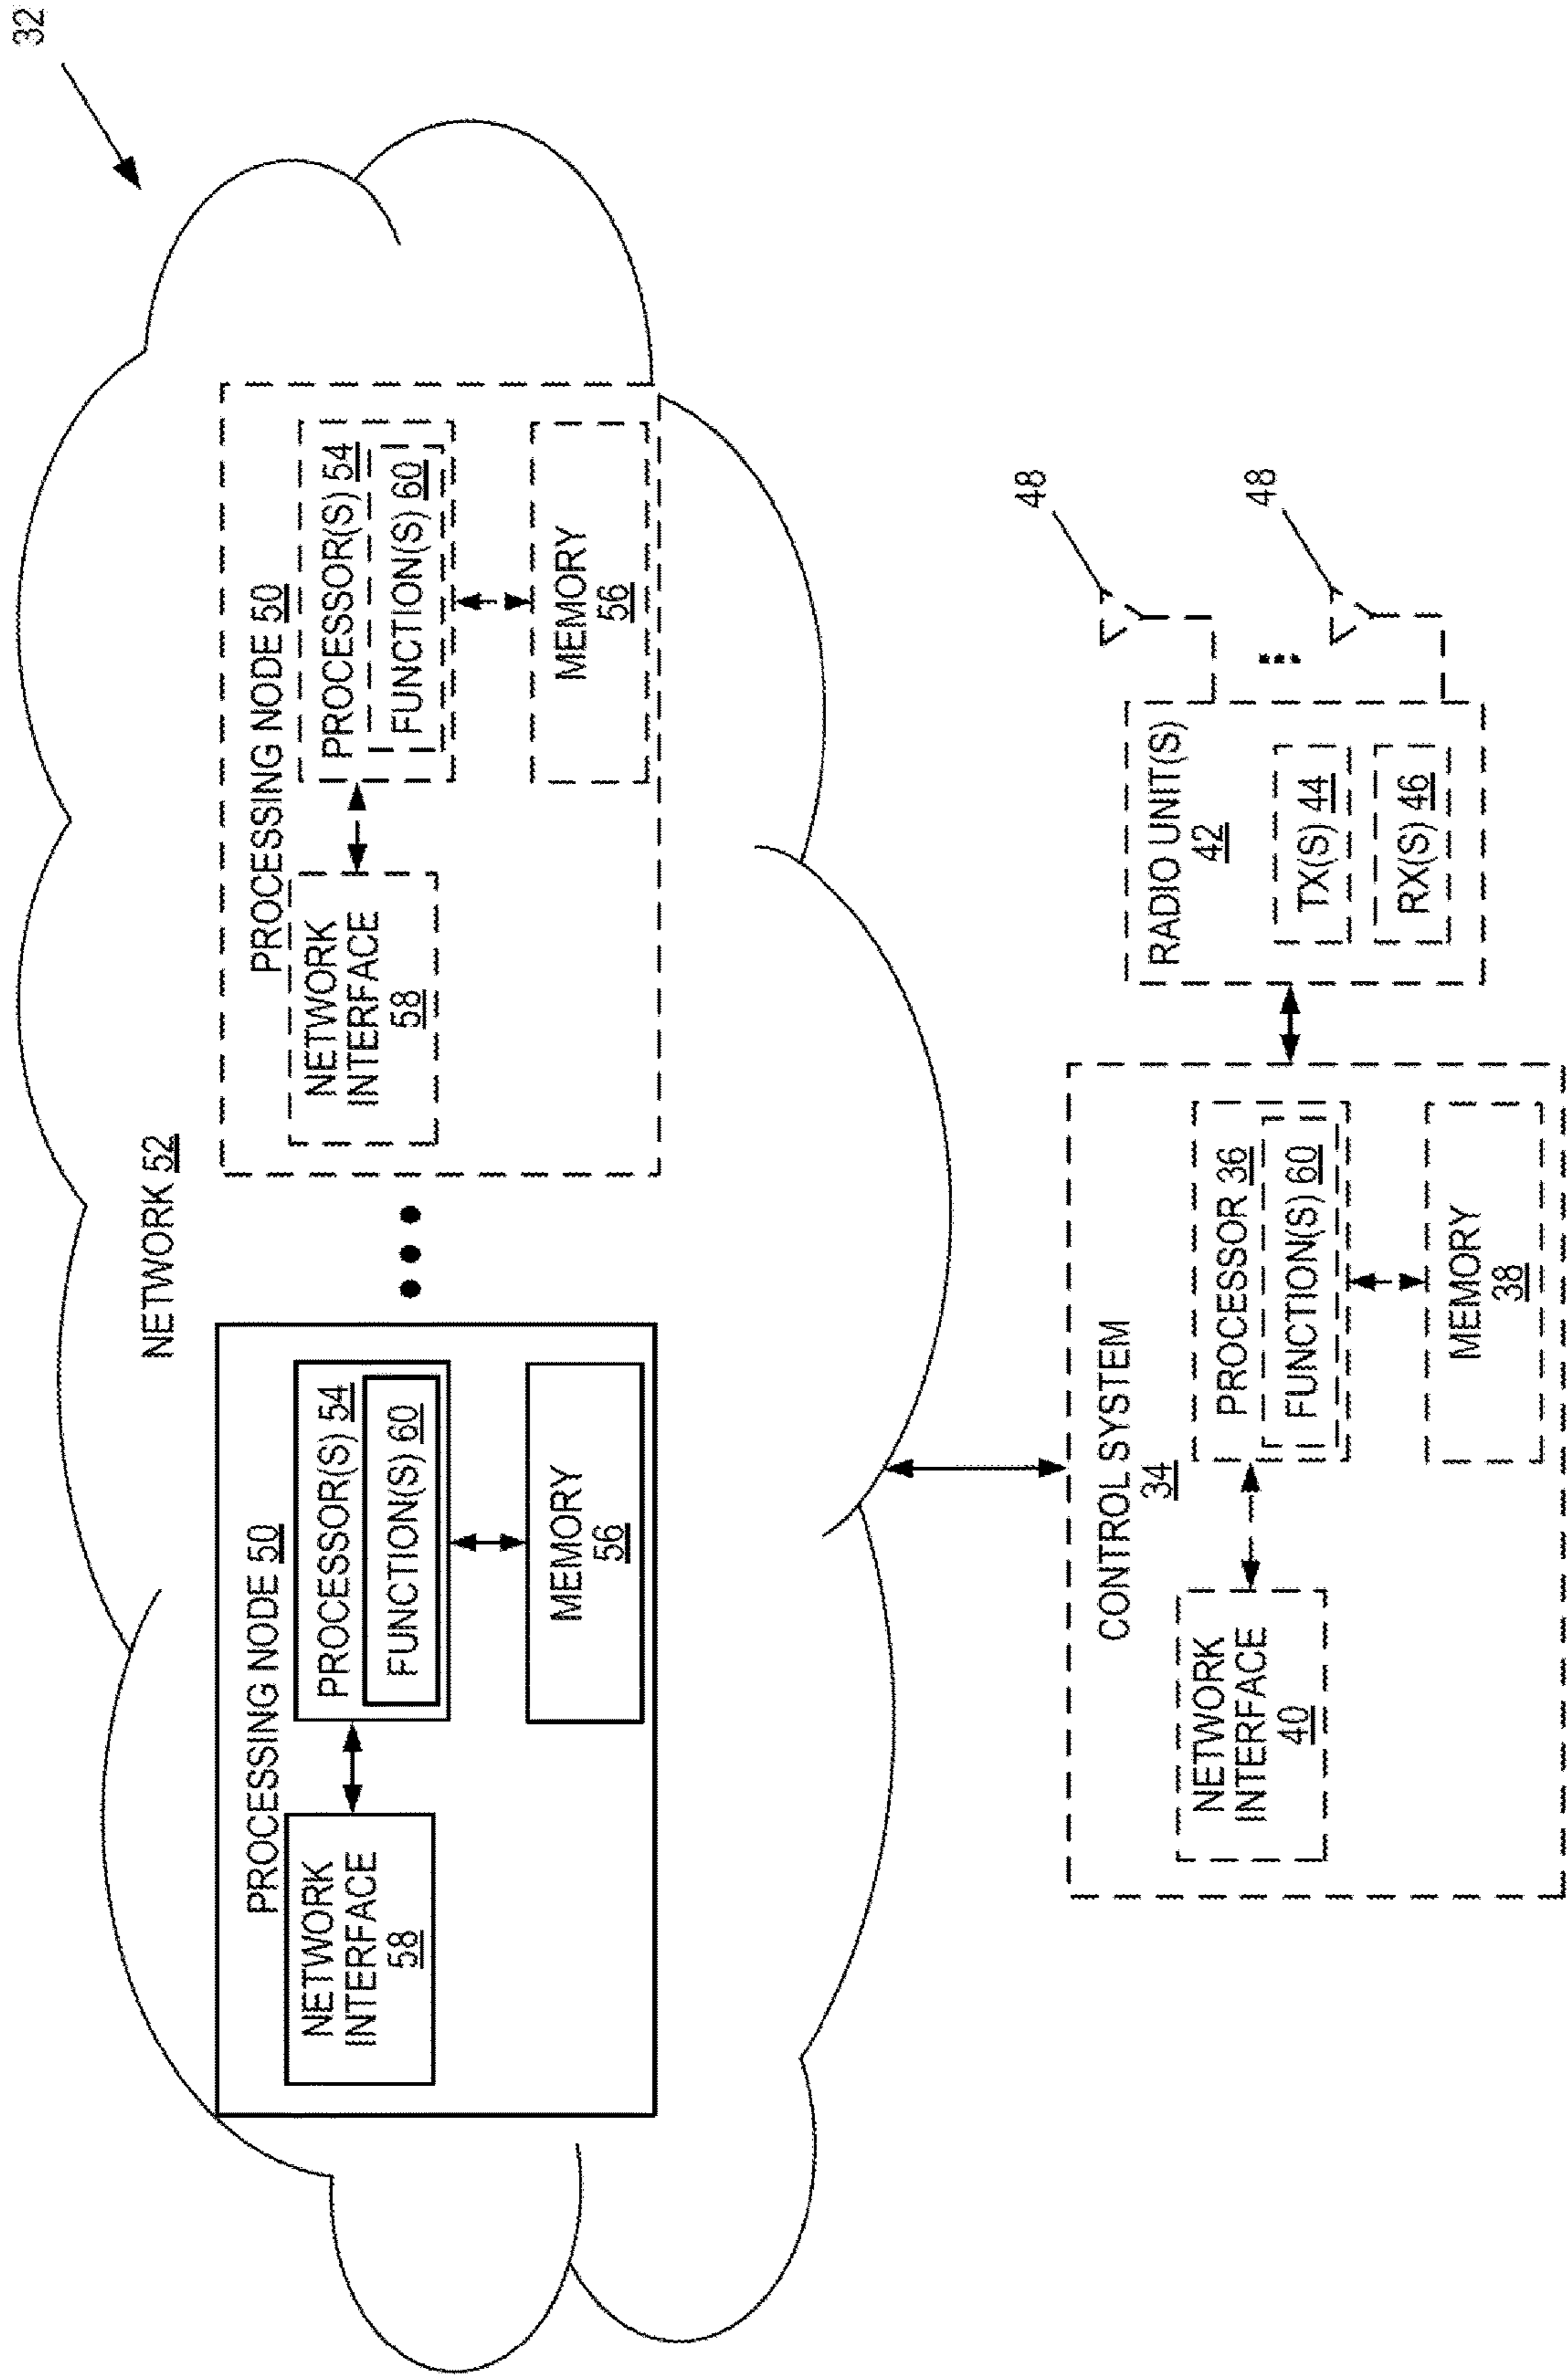 32
NETWORK 52
PROCESSING NODE 50
NETWORK
INTERFACE
58
PROCESSOR(S) 54
FUNCTION(S) 60
MEMORY
56
PROCESSING NODE 50
NETWORK
INTERFACE
58
PROCESSOR(S) 54
FUNCTION(S) 60
MEMORY
56
CONTROL SYSTEM
34
NETWORK
INTERFACE
40
PROCESSOR 36
FUNCTION(S) 60
MEMORY
38
RADIO UNIT(S)
42
TX(S) 44
RX(S) 46
48
48